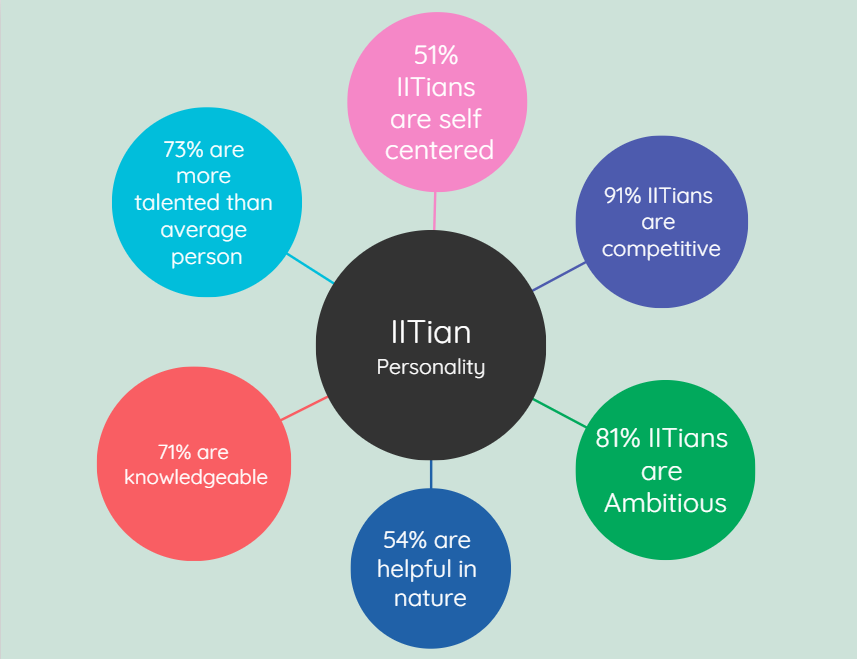 51%
IITians
are self
centered
73% are
more
talented than
average
person
91% IITians
are
competitive
IITian
Personality
71% are
knowledgeable
81% IITians
are
Ambitious
54% are
helpful in
nature